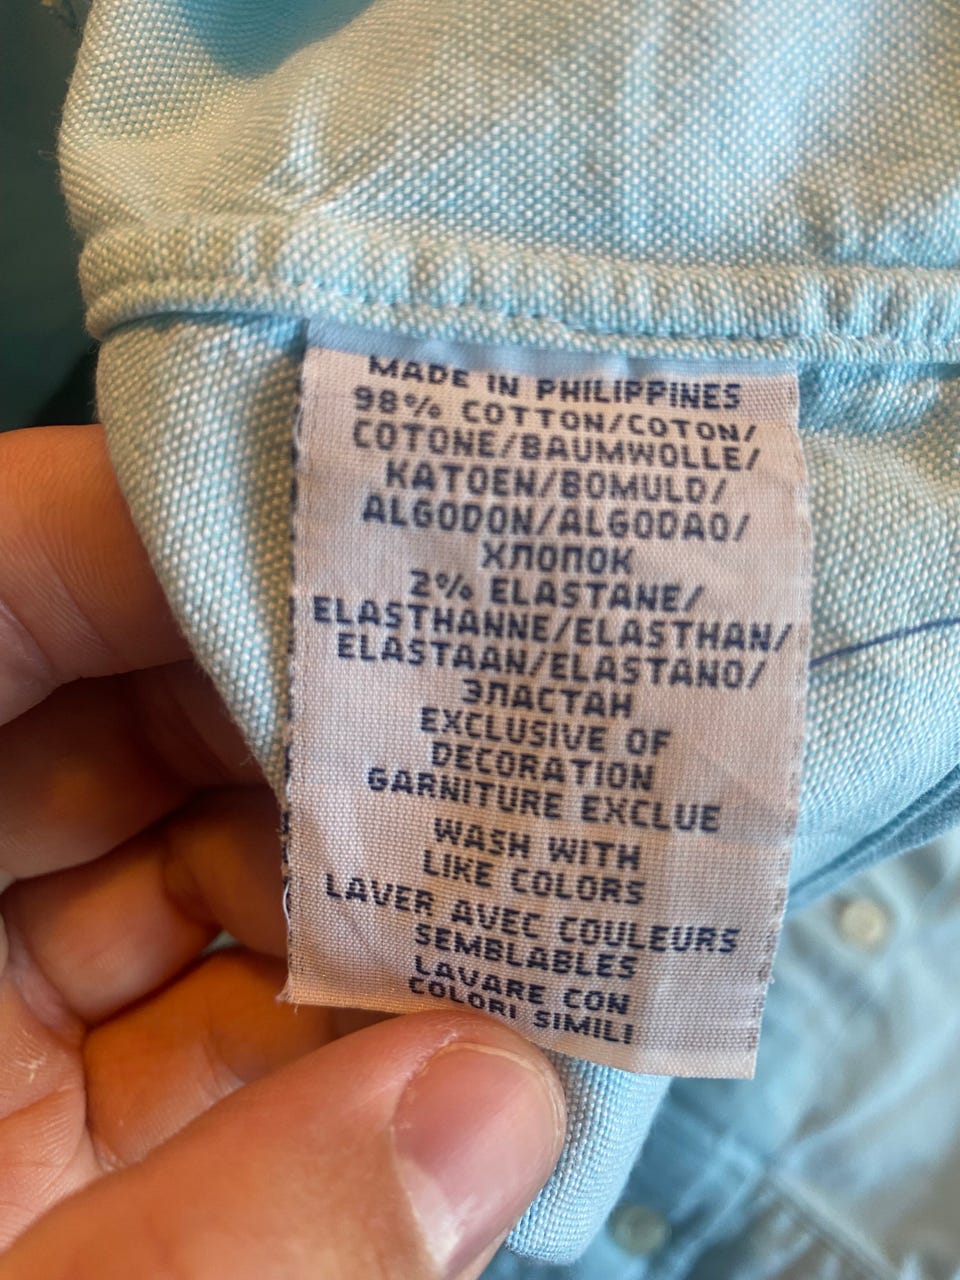 MADE IN PHILIPPINES
98% COTTON/COTON/
COTONE/BAUMWOLLE/
KATOEN/BOMULD/
ALGODON/ALGODAO/
ХЛОПОК
2% ELASTANE/
ELASTHANNE/ELASTHAN/
ELASTAAN/ELASTANO/
ЭЛАСТАН
EXCLUSIVE OF
DECORATION
GARNITURE EXCLUE
WASH WITH
LIKE COLORS
LAVER AVEC COULEURS
SEMBLABLES
LAVARE CON
COLORI SIMILI